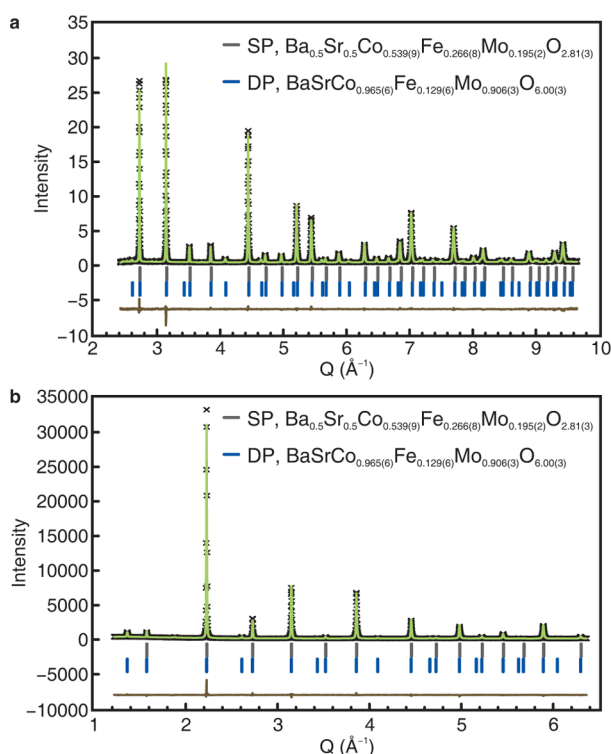 a
35
SP, Ba0.5Sr0.5Co0.539(9)Fe0.266(8)Mo0.195(2)O2.81(3)
30
DP, BaSrCo0.965(6)Fe0.129(6)Mo0.906(3)O6.00(3)
25
20
15
10
5
0
−5
−10
Intensity
2 3 4 5 6 7 8 9 10
Q (Å−1)
b
35000
SP, Ba0.5Sr0.5Co0.539(9)Fe0.266(8)Mo0.195(2)O2.81(3)
30000
DP, BaSrCo0.965(6)Fe0.129(6)Mo0.906(3)O6.00(3)
25000
20000
15000
10000
5000
0
−5000
−10000
Intensity
1 2 3 4 5 6
Q (Å−1)